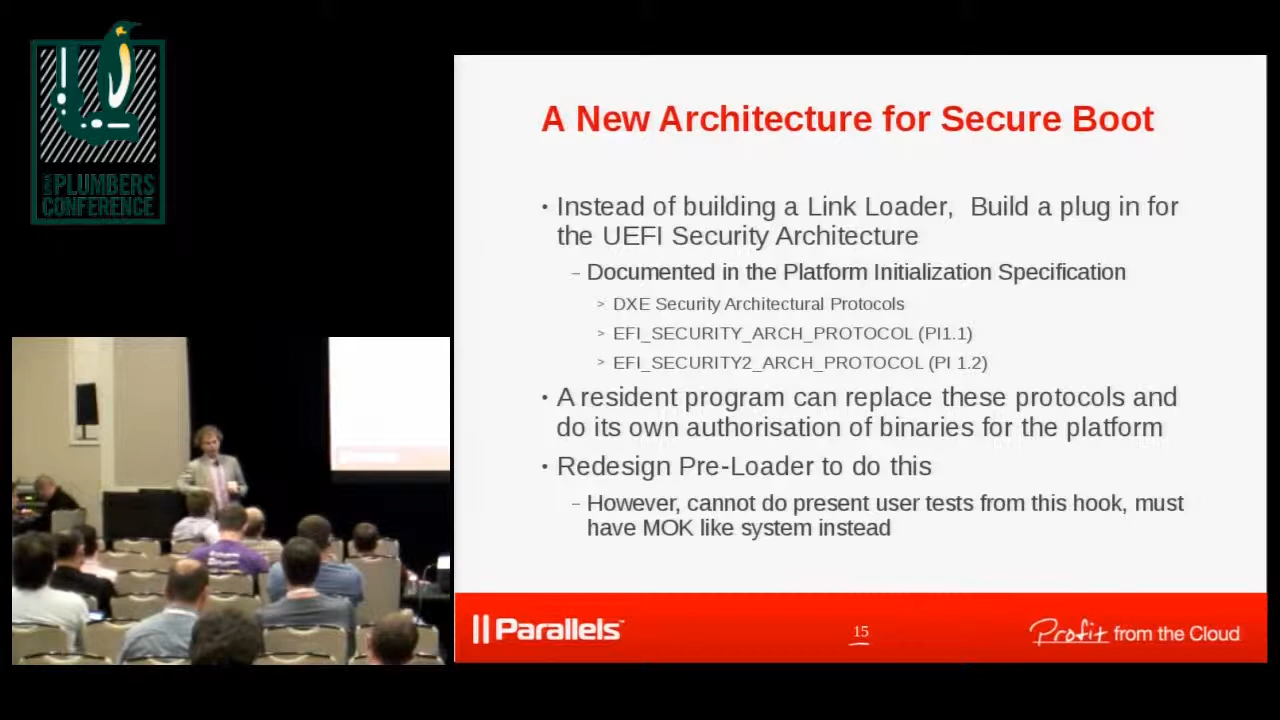 LINUX
PLUMBERS
CONFERENCE
A New Architecture for Secure Boot
• Instead of building a Link Loader,  Build a plug in for
the UEFI Security Architecture
– Documented in the Platform Initialization Specification
> DXE Security Architectural Protocols
> EFI_SECURITY_ARCH_PROTOCOL (PI1.1)
> EFI_SECURITY2_ARCH_PROTOCOL (PI 1.2)
• A resident program can replace these protocols and
do its own authorisation of binaries for the platform
• Redesign Pre-Loader to do this
– However, cannot do present user tests from this hook, must
have MOK like system instead
Parallels™
15
Profit from the Cloud